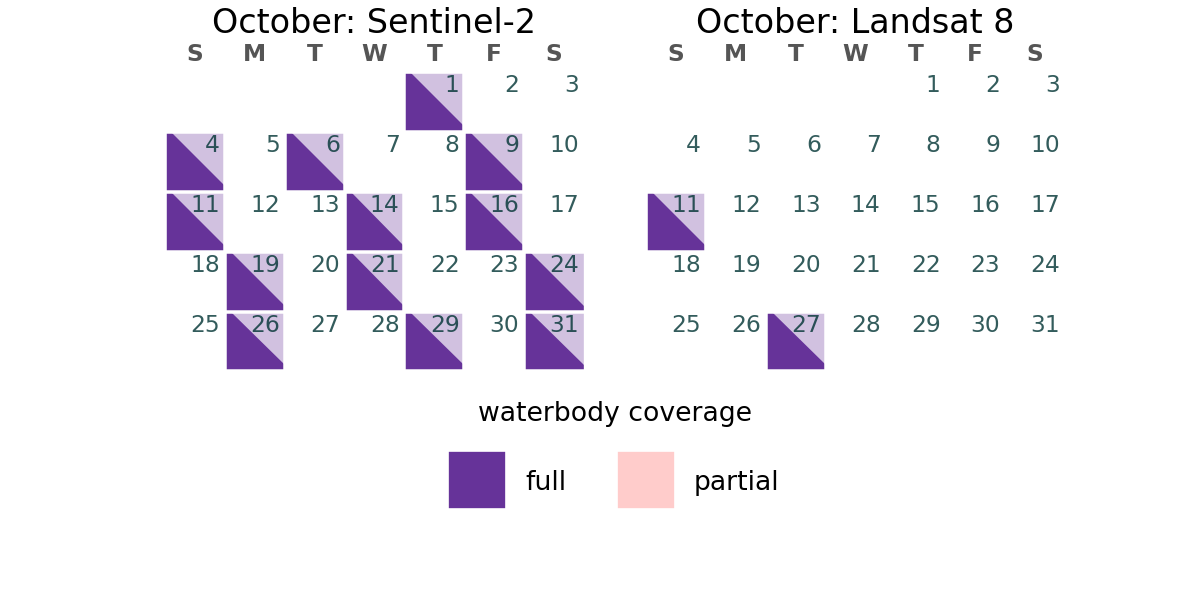 October: Sentinel-2
S M T W T F S
1 2 3
4 5 6 7 8 9 10
11 12 13 14 15 16 17
18 19 20 21 22 23 24
25 26 27 28 29 30 31
October: Landsat 8
S M T W T F S
1 2 3
4 5 6 7 8 9 10
11 12 13 14 15 16 17
18 19 20 21 22 23 24
25 26 27 28 29 30 31
waterbody coverage
full
partial